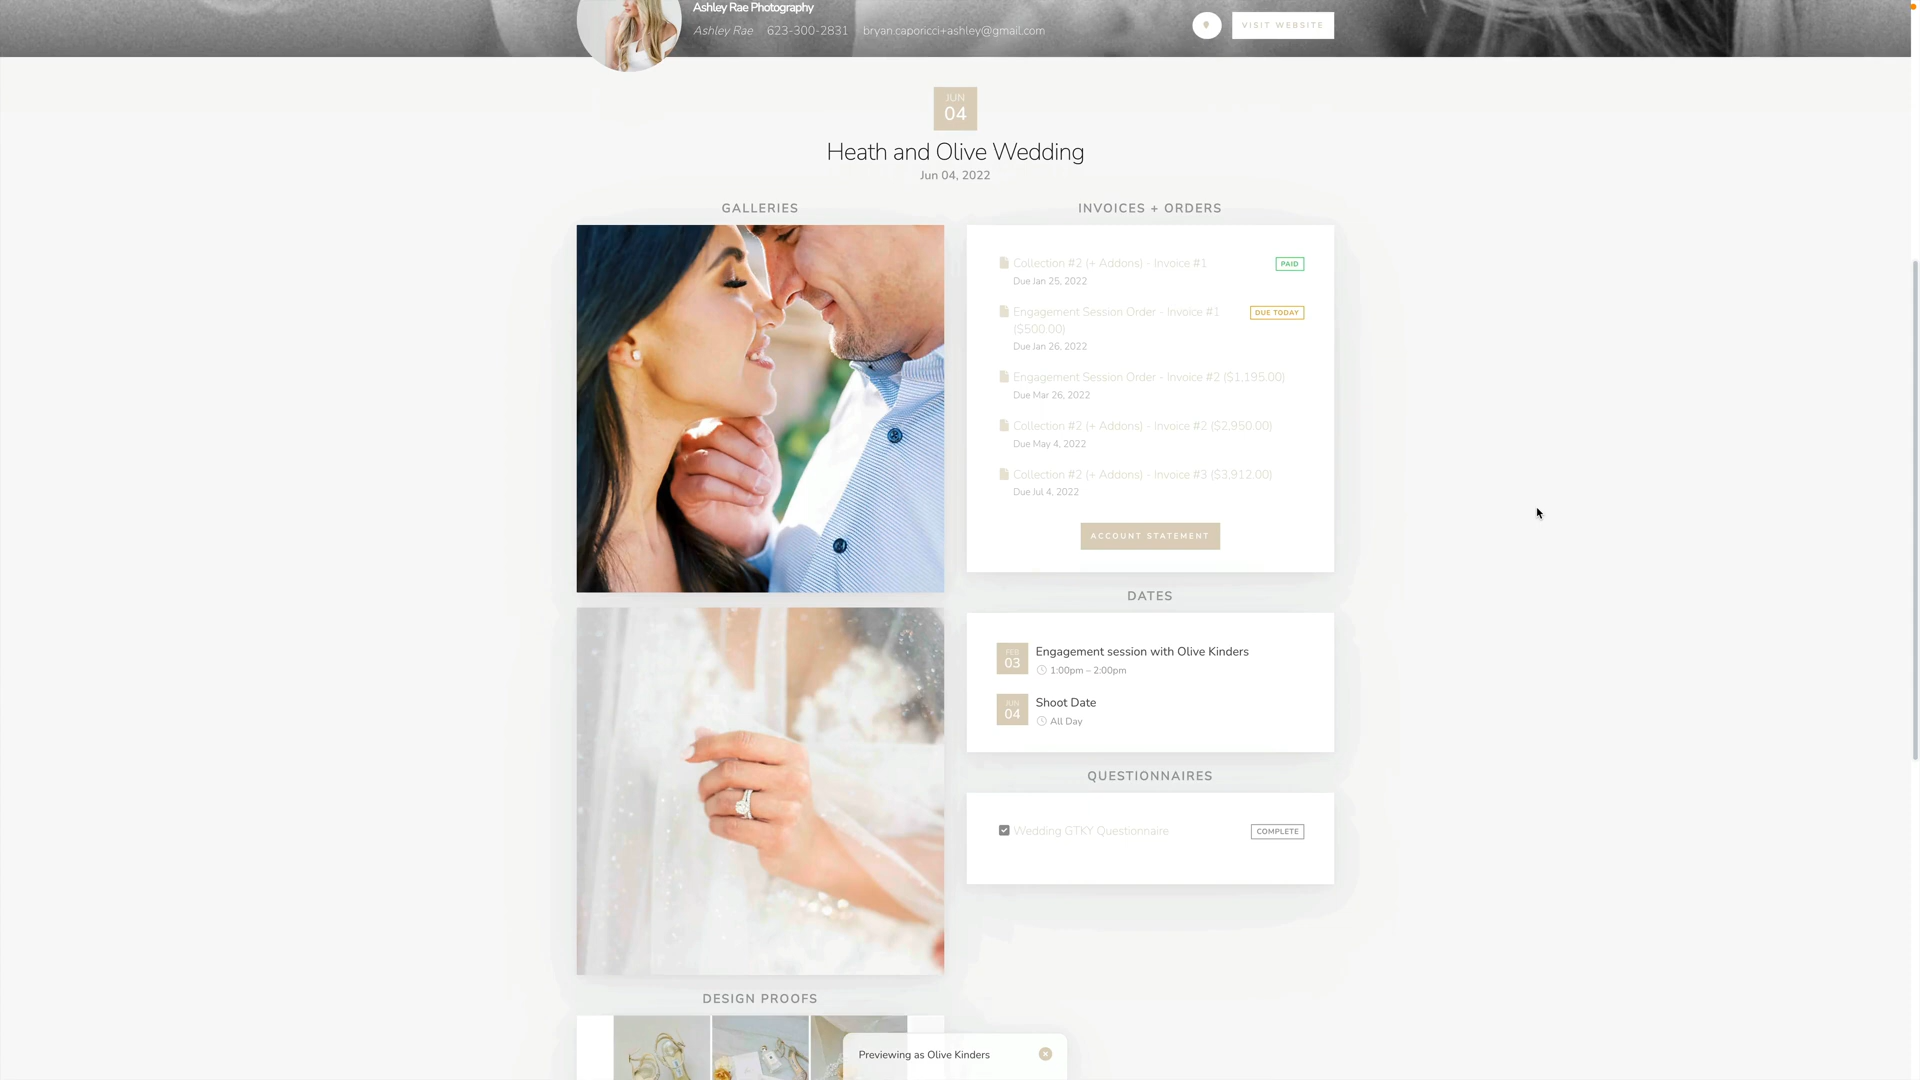 Ashley Rae Photography
Ashley Rae 623-300-2831 bryan.caporicci+ashley@gmail.com
VISIT WEBSITE
JUN
04
Heath and Olive Wedding
Jun 04, 2022
GALLERIES
INVOICES + ORDERS
Collection #2 (+ Addons) - Invoice #1
PAID
Due Jan 25, 2022
Engagement Session Order - Invoice #1
($500.00)
DUE TODAY
Due Jan 26, 2022
Engagement Session Order - Invoice #2 ($1,195.00)
Due Mar 26, 2022
Collection #2 (+ Addons) - Invoice #2 ($2,950.00)
Due May 4, 2022
Collection #2 (+ Addons) - Invoice #3 ($3,912.00)
Due Jul 4, 2022
ACCOUNT STATEMENT
DATES
FEB
03
Engagement session with Olive Kinders
1:00pm – 2:00pm
JUN
04
Shoot Date
All Day
QUESTIONNAIRES
Wedding GTKY Questionnaire
COMPLETE
DESIGN PROOFS
Previewing as Olive Kinders